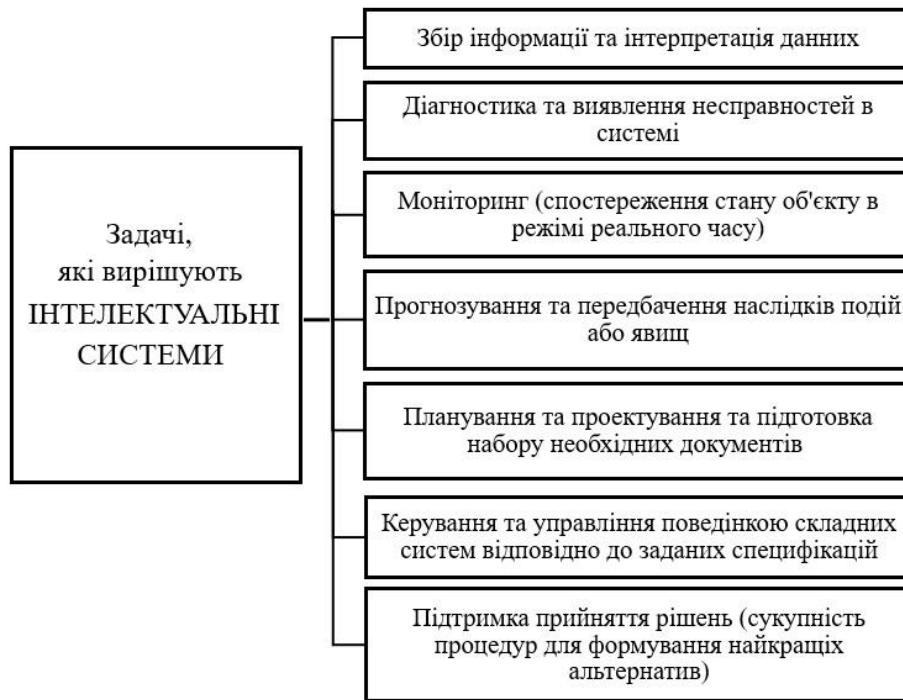 Задачі,
які вирішують
ІНТЕЛЕКТУАЛЬНІ
СИСТЕМИ
Збір інформації та інтерпретація данних
Діагностика та виявлення несправностей в
системі
Моніторинг (спостереження стану об'єкту в
режімі реального часу)
Прогнозування та передбачення наслідків подій
або явищ
Планування та проектування та підготовка
набору необхідних документів
Керування та управління поведінкою складних
систем відповідно до заданих специфікацій
Підтримка прийняття рішень (сукупність
процедур для формування найкращіх
альтернатив)